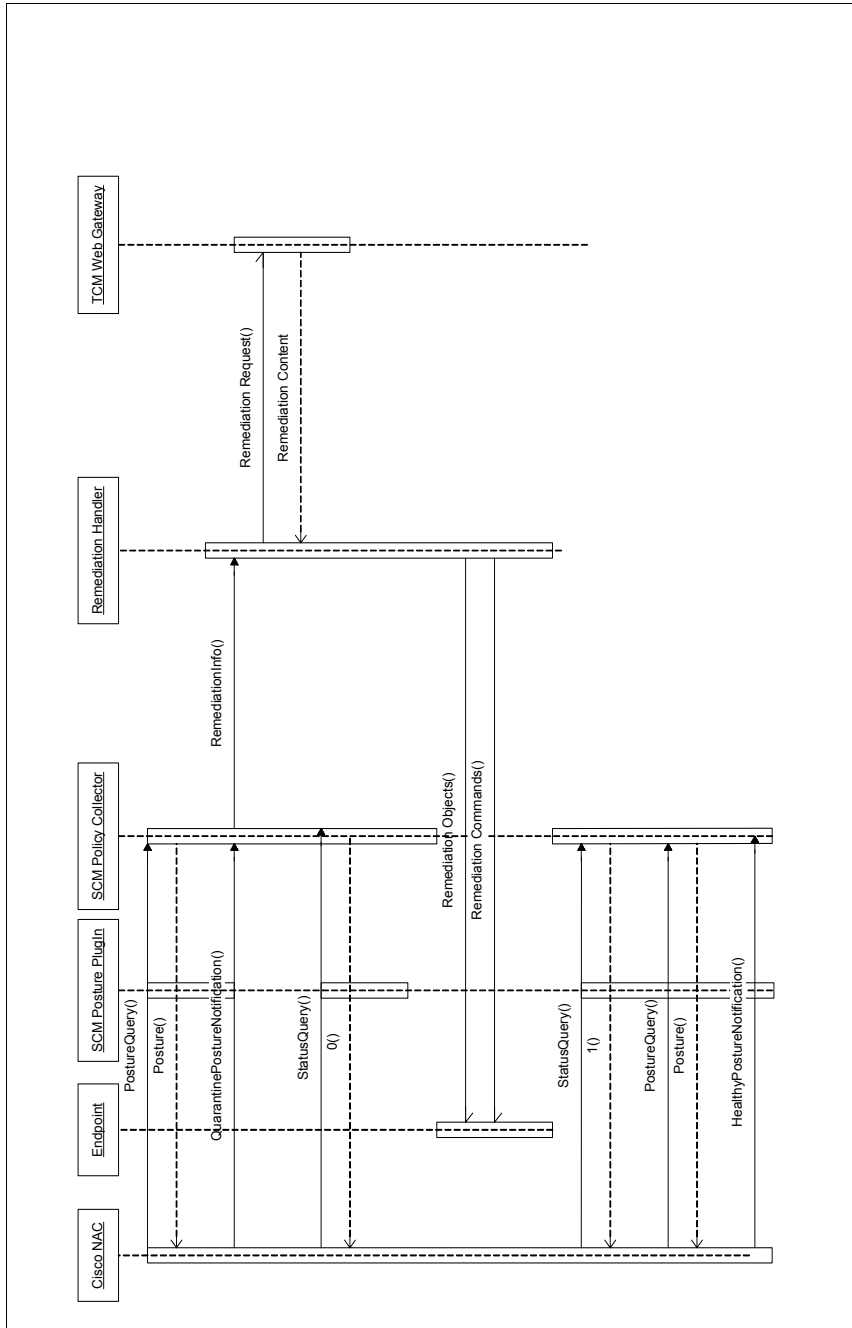 Cisco NAC
Endpoint
SCM Posture PlugIn
SCM Policy Collector
Remediation Handler
TCM Web Gateway
PostureQuery()
Posture()
QuarantinePostureNotification()
RemediationInfo()
Remediation Request()
Remediation Content
StatusQuery()
0()
Remediation Objects()
Remediation Commands()
StatusQuery()
1()
PostureQuery()
Posture()
HealthyPostureNotification()